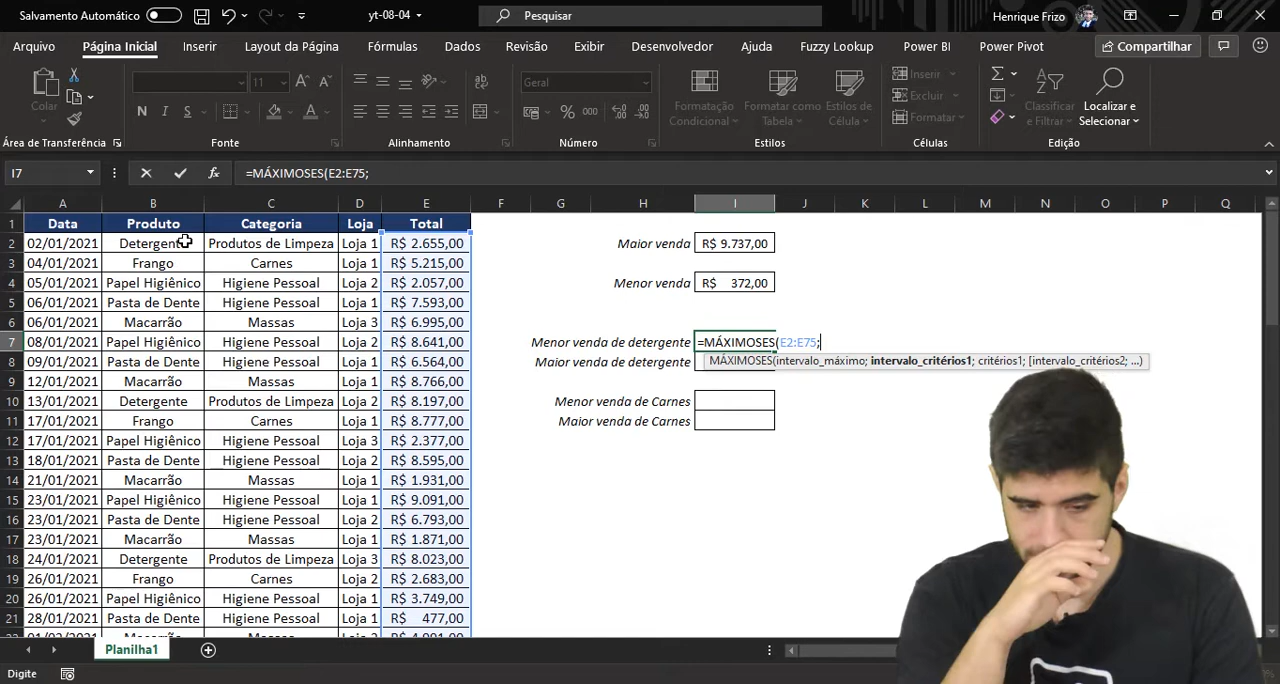 Salvamento Automático
yt-08-04
Pesquisar
Henrique Frizo
Arquivo Página Inicial Inserir Layout da Página Fórmulas Dados Revisão Exibir Desenvolvedor Ajuda Fuzzy Lookup Power BI Power Pivot Compartilhar
Colar
11
N I S
Geral
% 000
Formatação Condicional
Formatar como Tabela
Estilos de Célula
Inserir
Excluir
Formatar
Classificar e Filtrar
Localizar e Selecionar
Área de Transferência Fonte Alinhamento Número Estilos Células Edição
I7 fx =MÁXIMOSES(E2:E75;
A B C D E F G H I J K L M N O P Q
1 Data Produto Categoria Loja Total
2 02/01/2021 Detergente Produtos de Limpeza Loja 1 R$ 2.655,00 Maior venda R$ 9.737,00
3 04/01/2021 Frango Carnes Loja 1 R$ 5.215,00
4 05/01/2021 Papel Higiênico Higiene Pessoal Loja 2 R$ 2.057,00 Menor venda R$ 372,00
5 06/01/2021 Pasta de Dente Higiene Pessoal Loja 1 R$ 7.593,00
6 06/01/2021 Macarrão Massas Loja 3 R$ 6.995,00
7 08/01/2021 Papel Higiênico Higiene Pessoal Loja 2 R$ 8.641,00 Menor venda de detergente =MÁXIMOSES(E2:E75;
8 09/01/2021 Pasta de Dente Higiene Pessoal Loja 1 R$ 6.564,00 Maior venda de detergente MÁXIMOSES(intervalo_máximo; intervalo_critérios1; critérios1; [intervalo_critérios2; ...)
9 12/01/2021 Macarrão Massas Loja 1 R$ 8.766,00
10 13/01/2021 Detergente Produtos de Limpeza Loja 2 R$ 8.197,00 Menor venda de Carnes
11 17/01/2021 Frango Carnes Loja 1 R$ 8.777,00 Maior venda de Carnes
12 17/01/2021 Papel Higiênico Higiene Pessoal Loja 3 R$ 2.377,00
13 18/01/2021 Pasta de Dente Higiene Pessoal Loja 2 R$ 8.595,00
14 21/01/2021 Macarrão Massas Loja 1 R$ 1.931,00
15 23/01/2021 Papel Higiênico Higiene Pessoal Loja 1 R$ 9.091,00
16 23/01/2021 Pasta de Dente Higiene Pessoal Loja 2 R$ 6.793,00
17 23/01/2021 Macarrão Massas Loja 1 R$ 1.871,00
18 24/01/2021 Detergente Produtos de Limpeza Loja 3 R$ 8.023,00
19 26/01/2021 Frango Carnes Loja 2 R$ 2.683,00
20 26/01/2021 Papel Higiênico Higiene Pessoal Loja 1 R$ 3.749,00
21 28/01/2021 Pasta de Dente Higiene Pessoal Loja 1 R$ 477,00
Macarrão Massas
Planilha1
Digite